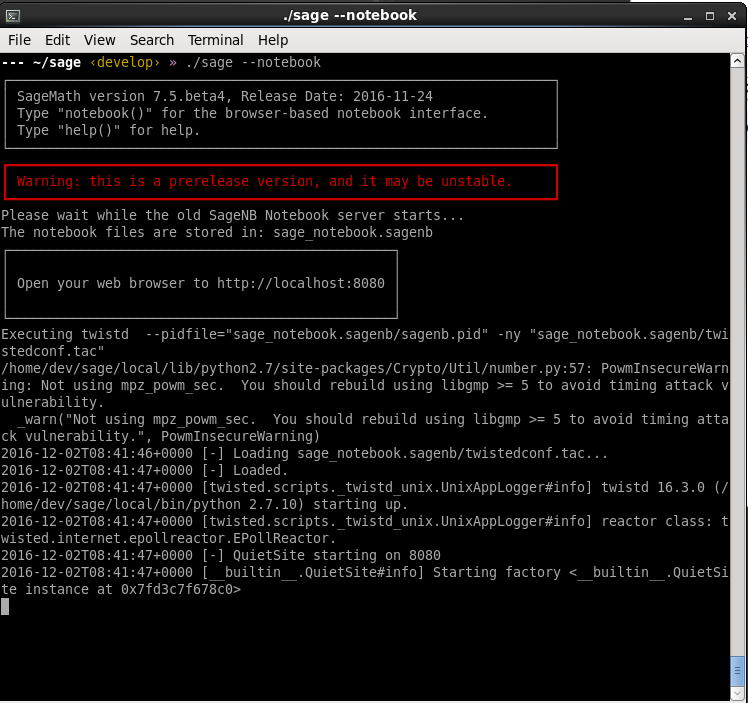 ./sage --notebook
File Edit View Search Terminal Help
--- ~/sage ‹develop› » ./sage --notebook
SageMath version 7.5.beta4, Release Date: 2016-11-24
Type "notebook()" for the browser-based notebook interface.
Type "help()" for help.
Warning: this is a prerelease version, and it may be unstable.
Please wait while the old SageNB Notebook server starts...
The notebook files are stored in: sage_notebook.sagenb
Open your web browser to http://localhost:8080
Executing twistd  --pidfile="sage_notebook.sagenb/sagenb.pid" -ny "sage_notebook.sagenb/twi
stedconf.tac"
/home/dev/sage/local/lib/python2.7/site-packages/Crypto/Util/number.py:57: PowmInsecureWarn
ing: Not using mpz_powm_sec.  You should rebuild using libgmp >= 5 to avoid timing attack v
ulnerability.
  _warn("Not using mpz_powm_sec.  You should rebuild using libgmp >= 5 to avoid timing atta
ck vulnerability.", PowmInsecureWarning)
2016-12-02T08:41:46+0000 [-] Loading sage_notebook.sagenb/twistedconf.tac...
2016-12-02T08:41:47+0000 [-] Loaded.
2016-12-02T08:41:47+0000 [twisted.scripts._twistd_unix.UnixAppLogger#info] twistd 16.3.0 (/
home/dev/sage/local/bin/python 2.7.10) starting up.
2016-12-02T08:41:47+0000 [twisted.scripts._twistd_unix.UnixAppLogger#info] reactor class: t
wisted.internet.epollreactor.EPollReactor.
2016-12-02T08:41:47+0000 [-] QuietSite starting on 8080
2016-12-02T08:41:47+0000 [__builtin__.QuietSite#info] Starting factory <__builtin__.QuietSi
te instance at 0x7fd3c7f678c0>